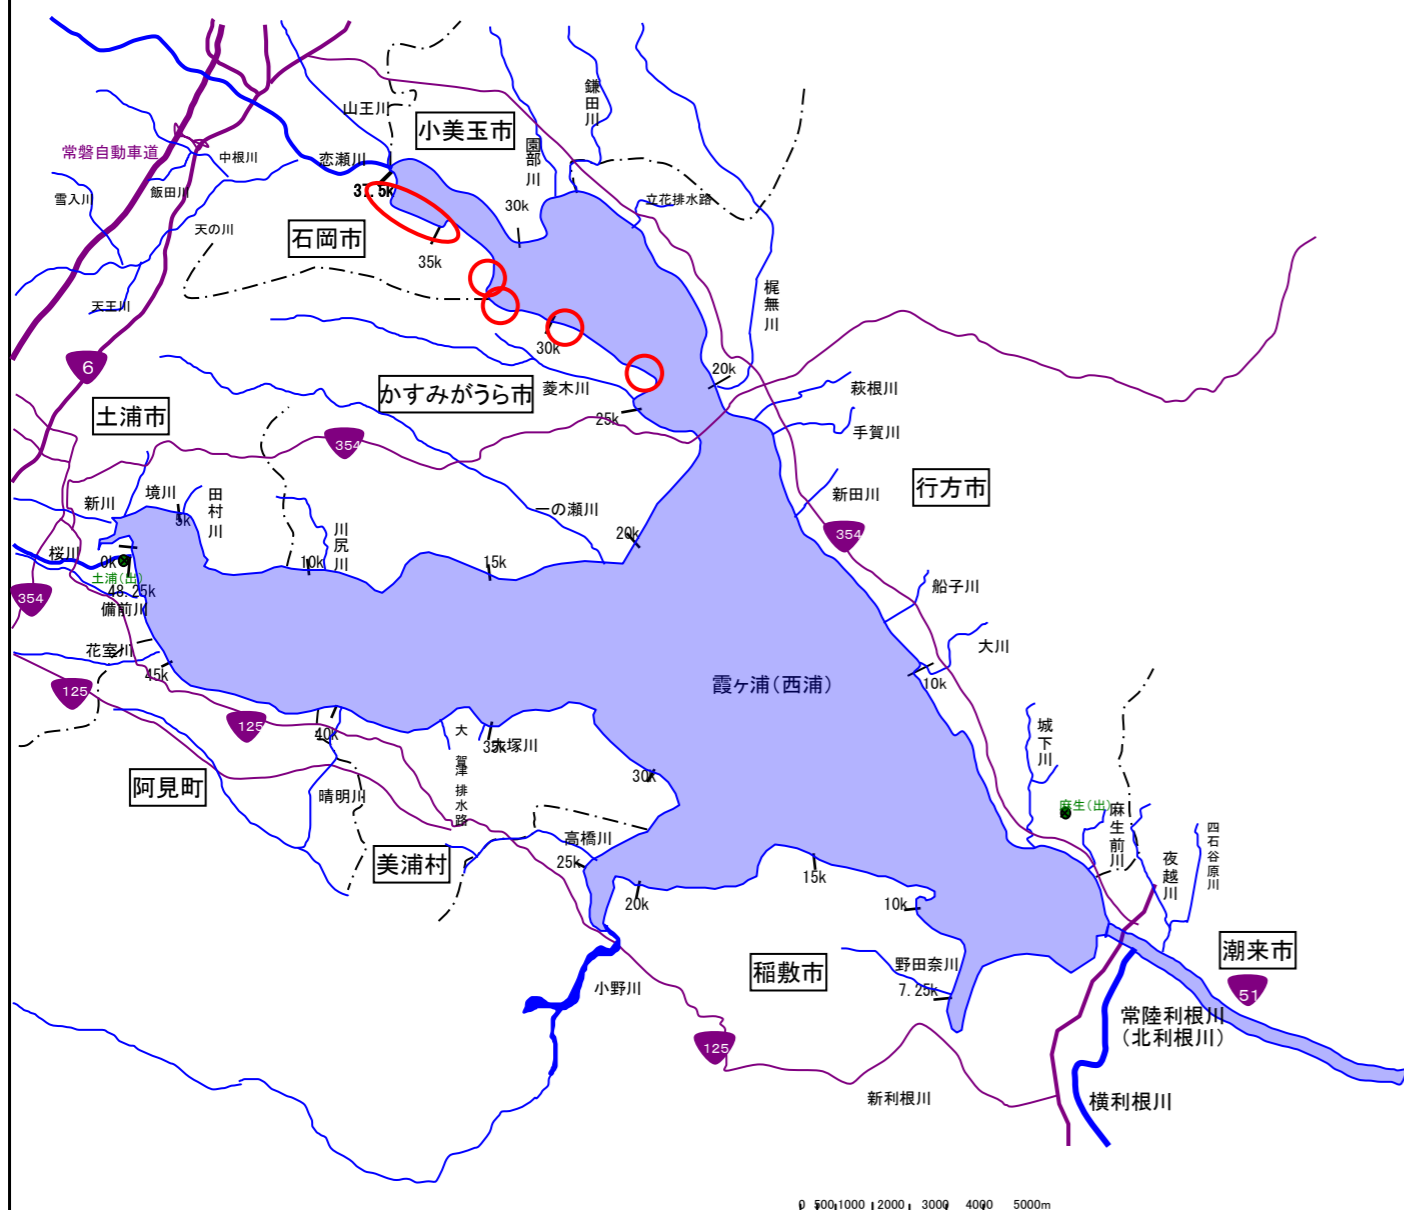 山王川
小美玉市
鎌田川
園部川
常磐自動車道
中根川
恋瀬川
37.5k
雪入川
飯田川
立花排水路
30k
天の川
石岡市
35k
天王川
梶無川
30k
6
20k
菱木川
かすみがうら市
萩根川
土浦市
25k
手賀川
354
行方市
新川
境川
田村川
5k
一の瀬川
新田川
川尻川
20k
354
桜川
0k
10k
15k
土浦(出)
48.25k
354
備前川
船子川
花室川
大川
45k
霞ヶ浦(西浦)
10k
125
125
40k
大賀津排水路
35k
大塚川
城下川
30k
阿見町
晴明川
麻生(出)
麻生前川
高橋川
四石谷原川
美浦村
25k
15k
夜越川
20k
10k
潮来市
野田奈川
稲敷市
小野川
7.25k
51
常陸利根川
(北利根川)
125
新利根川
横利根川
0 500 1000 2000 3000 4000 5000m